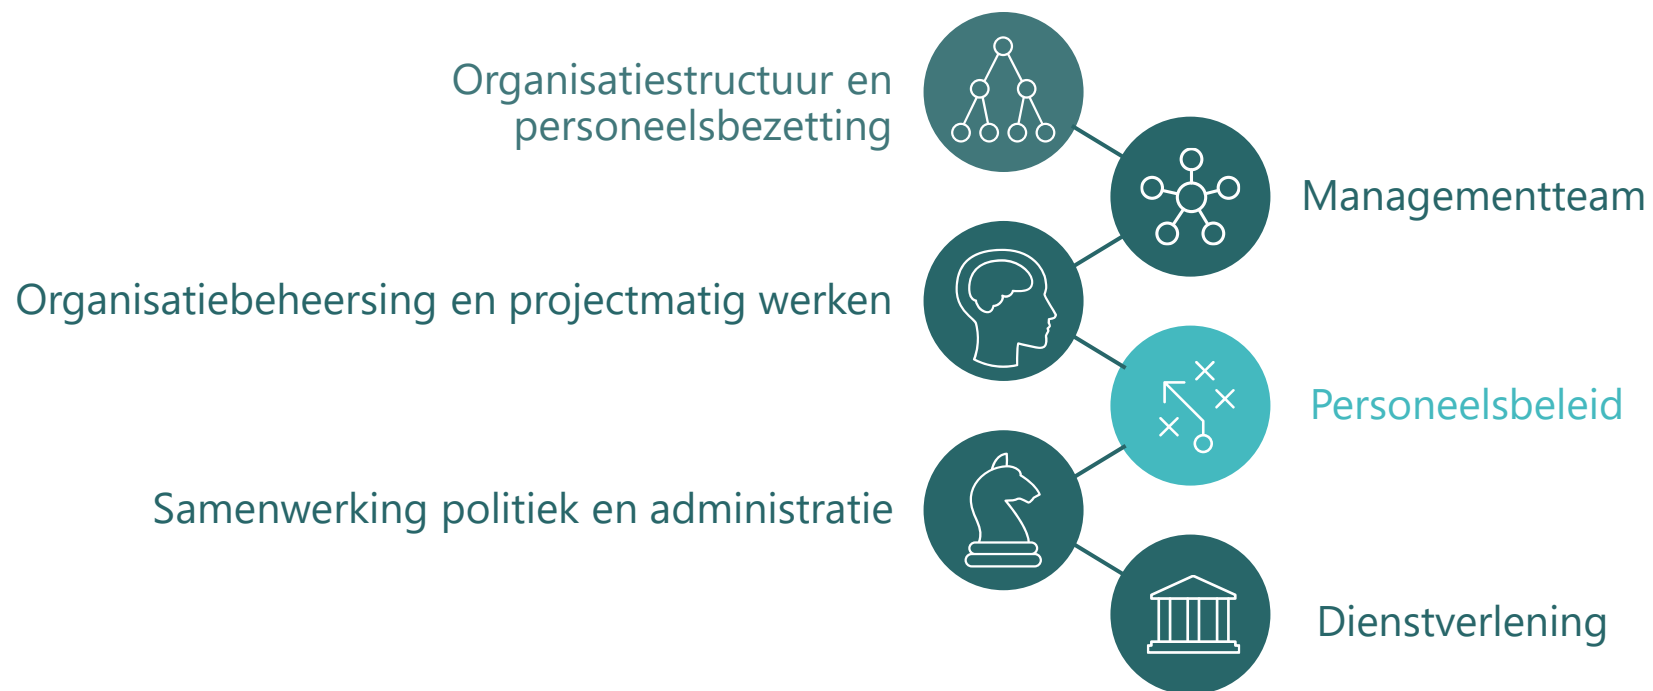 Organisatiestructuur en
personeelsbezetting
Managementteam
Organisatiebeheersing en projectmatig werken
Personeelsbeleid
Samenwerking politiek en administratie
Dienstverlening